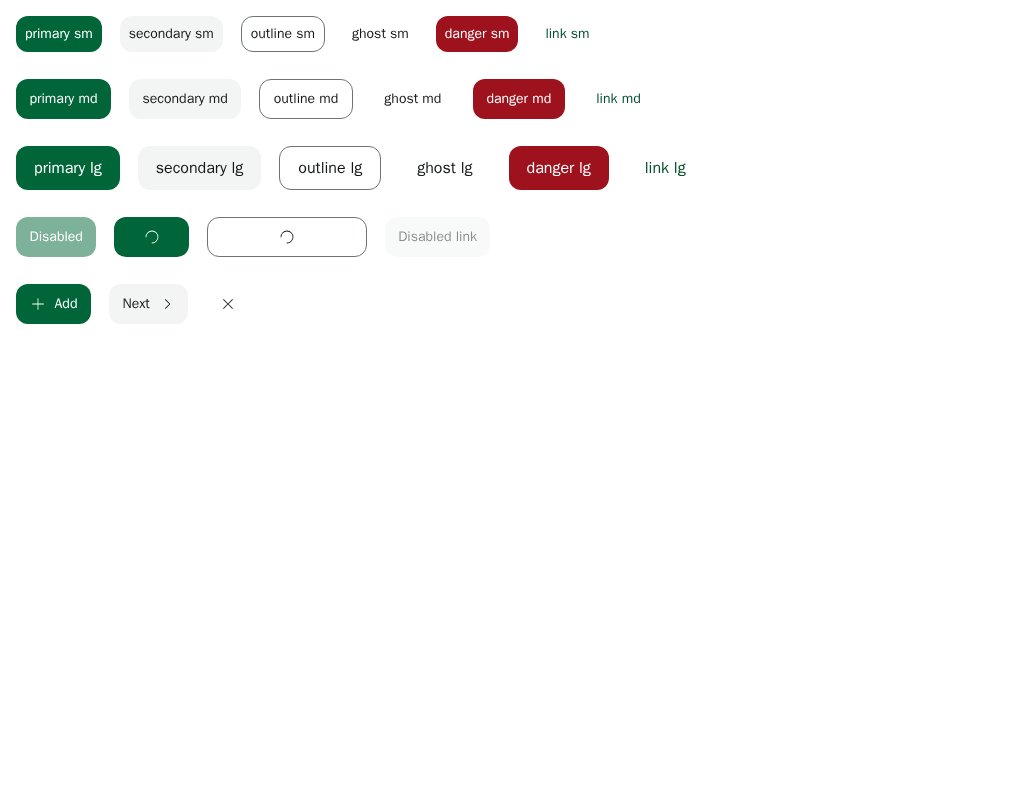 primary sm secondary sm outline sm ghost sm danger sm link sm
primary md secondary md outline md ghost md danger md link md
primary lg secondary lg outline lg ghost lg danger lg link lg
Disabled Disabled link
Add Next